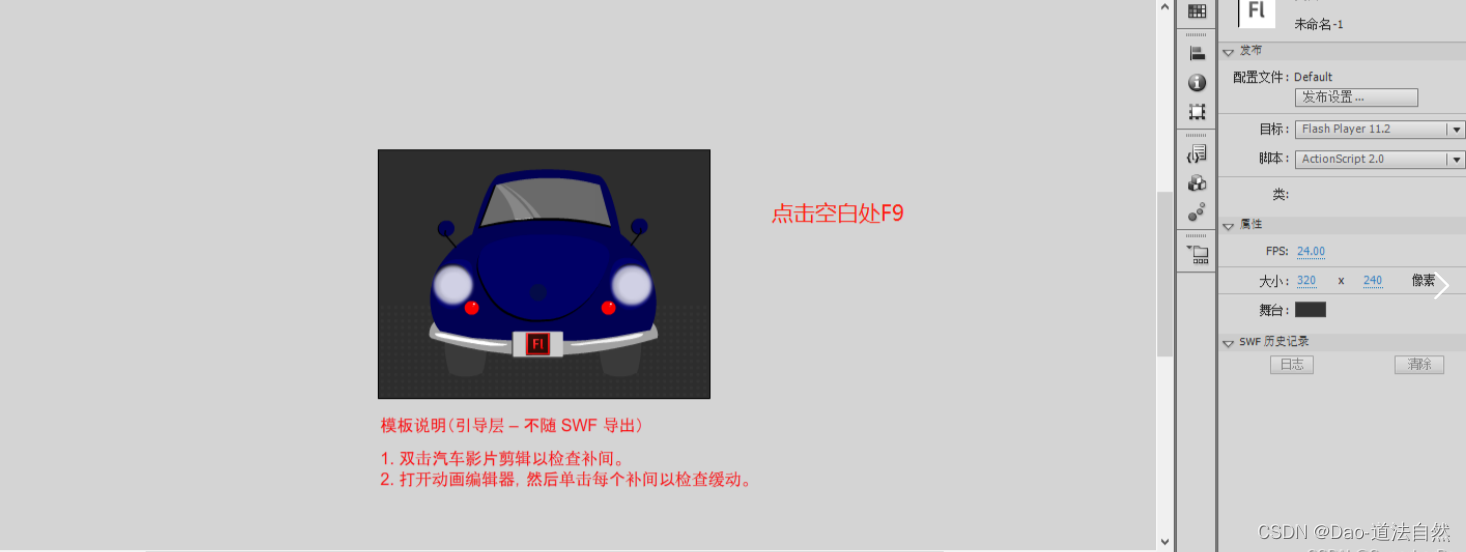 Fl
未命名-1
发布
配置文件: Default
发布设置...
目标: Flash Player 11.2
脚本: ActionScript 2.0
类:
点击空白处F9
属性
FPS: 24.00
大小: 320 x 240 像素
舞台:
SWF 历史记录
日志 清除
Fl
模板说明(引导层 – 不随 SWF 导出)
1. 双击汽车影片剪辑以检查补间。
2. 打开动画编辑器, 然后单击每个补间以检查缓动。
CSDN @Dao-道法自然